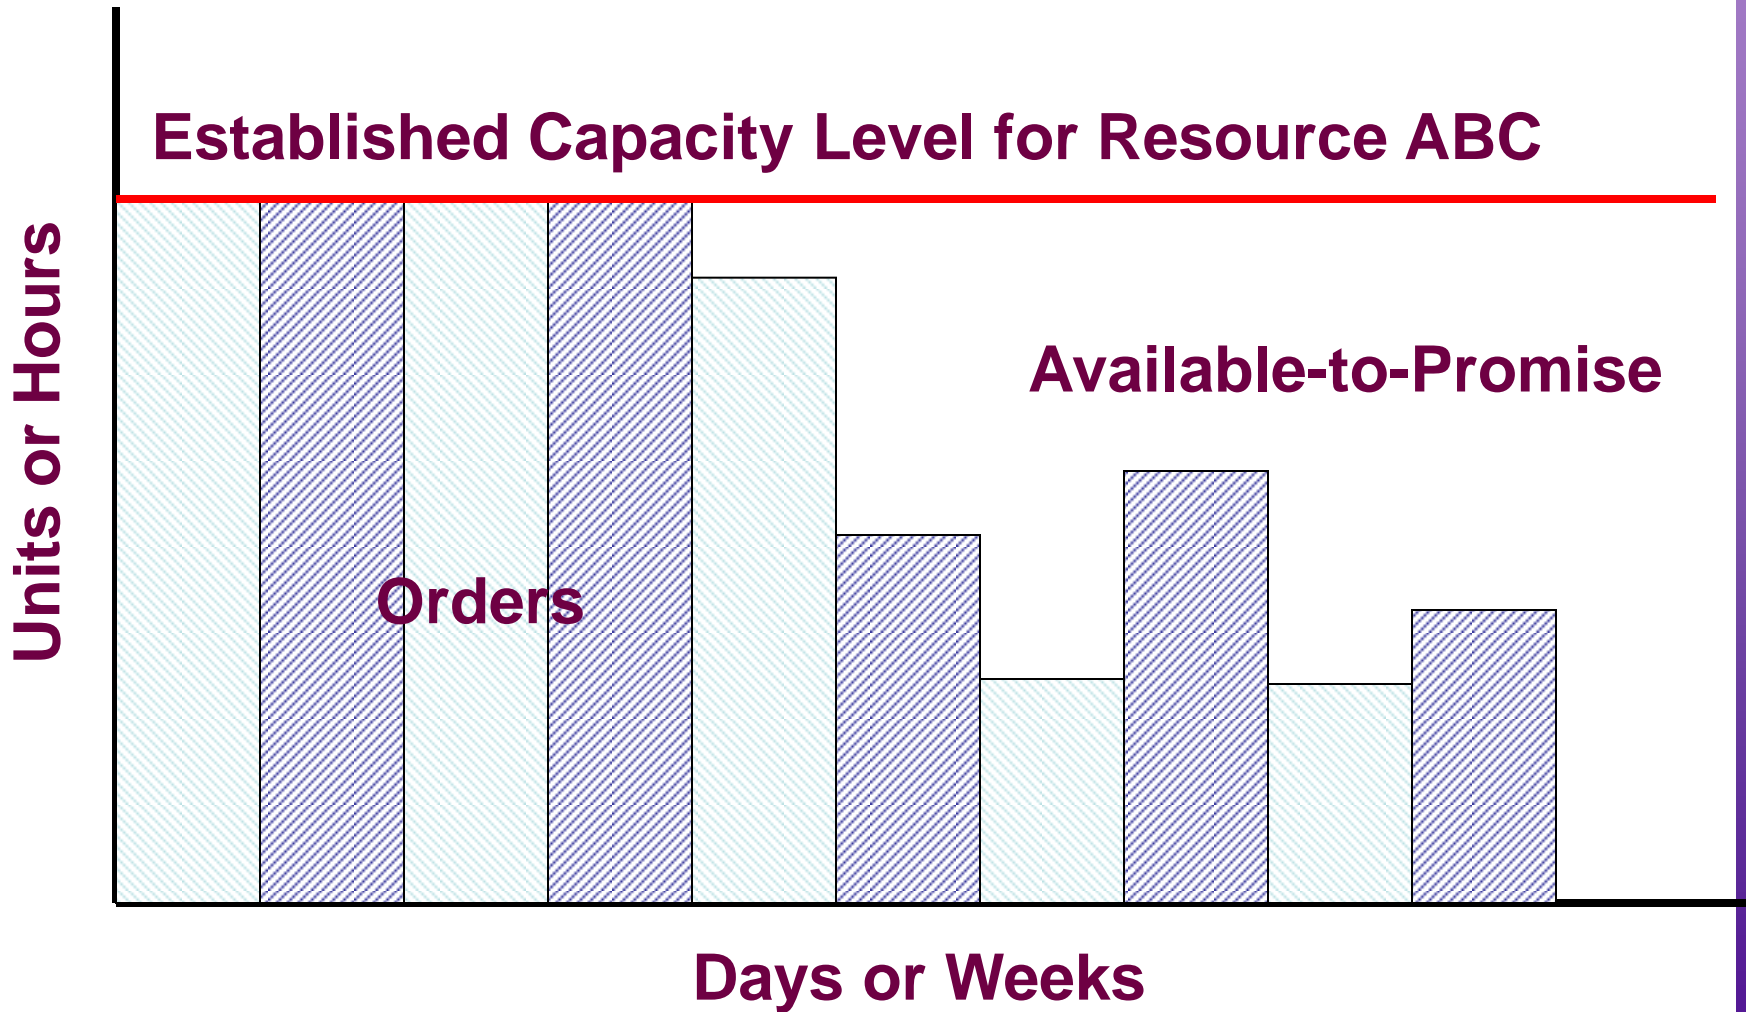 Established Capacity Level for Resource ABC
Units or Hours
Available-to-Promise
Orders
Days or Weeks